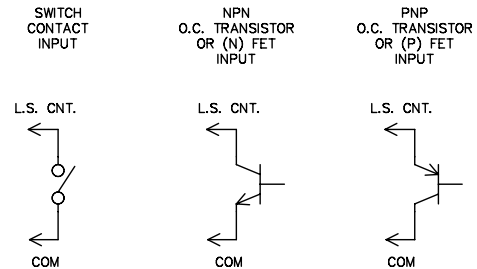 SWITCH
CONTACT
INPUT
NPN
O.C. TRANSISTOR
OR (N) FET
INPUT
PNP
O.C. TRANSISTOR
OR (P) FET
INPUT
L.S. CNT.
L.S. CNT.
L.S. CNT.
COM
COM
COM